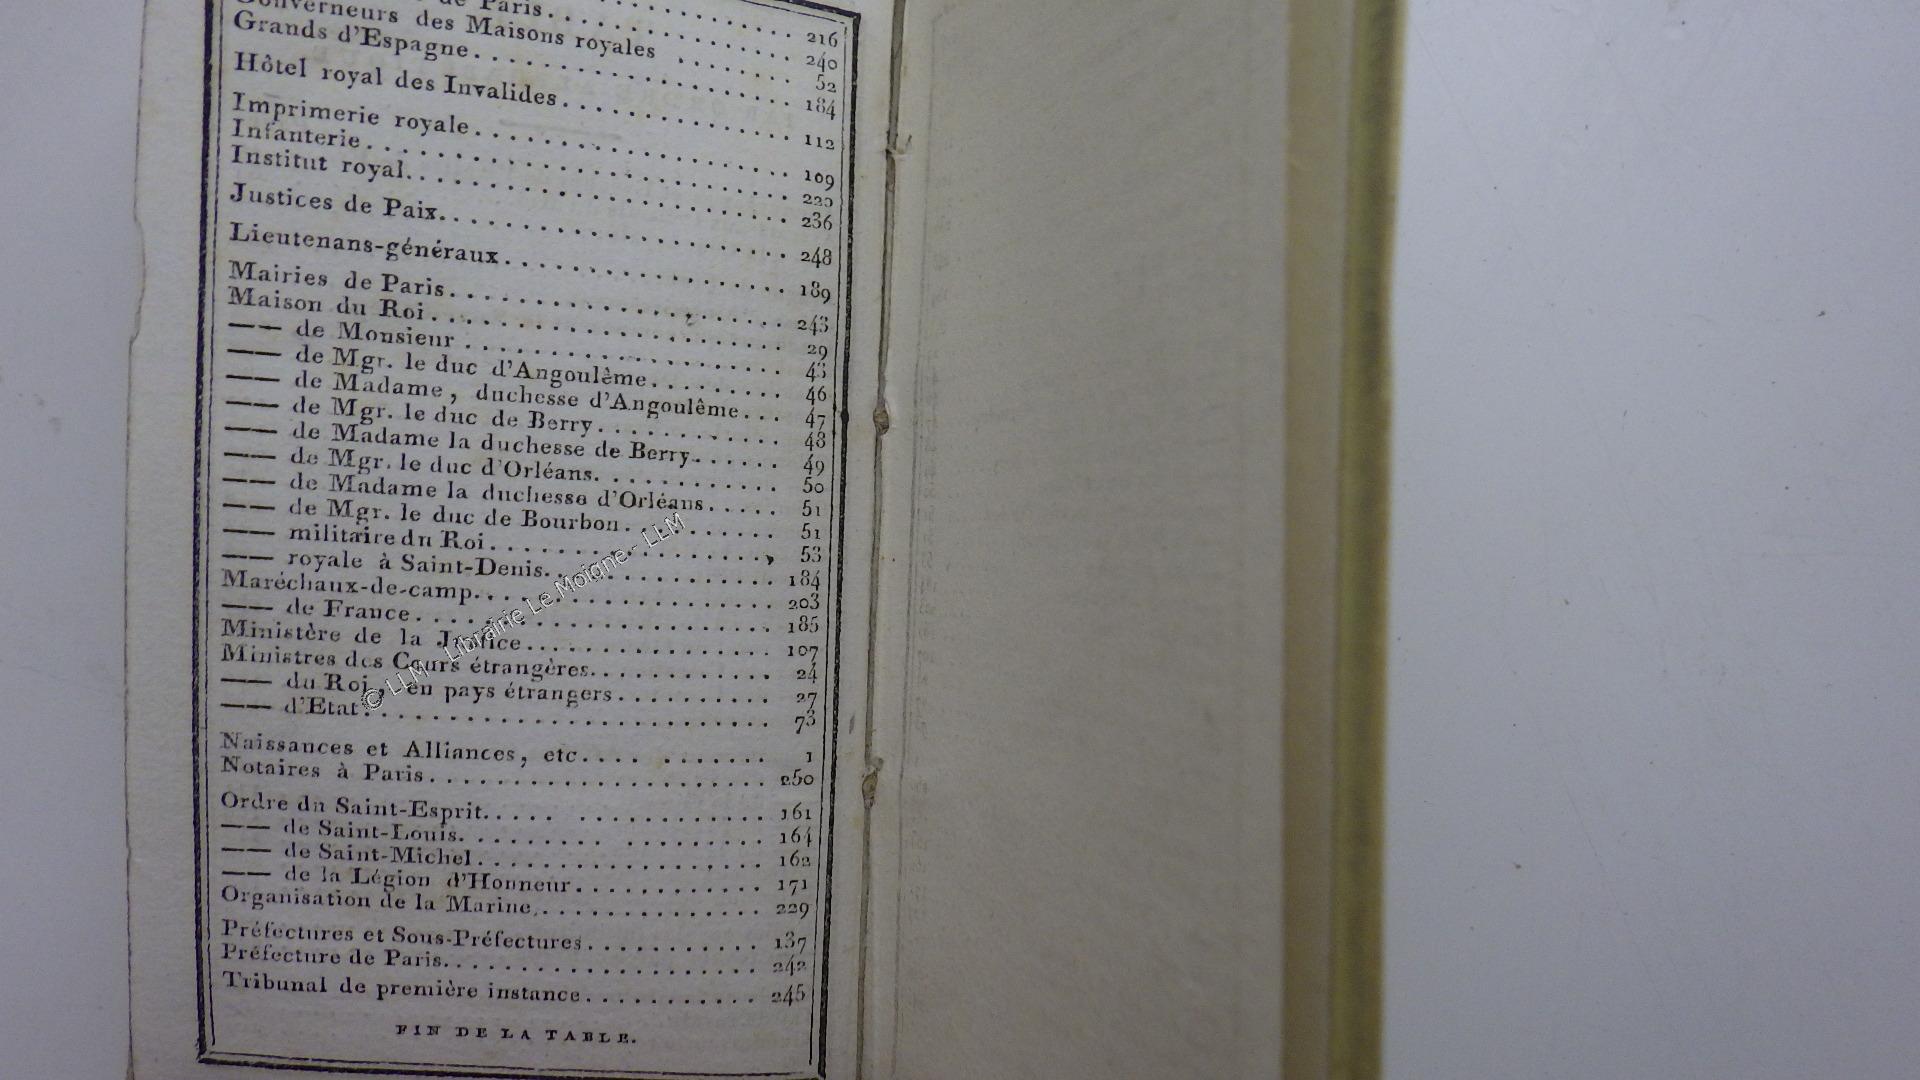 de Paris. 216
Gouverneurs des Maisons royales 240
Grands d'Espagne. 52
Hôtel royal des Invalides. 184
Imprimerie royale. 112
Infanterie. 109
Institut royal. 220
Justices de Paix. 236
Lieutenans-généraux. 248
Mairies de Paris. 189
Maison du Roi. 243
—— de Monsieur 29
—— de Mgr. le duc d'Angoulême. 43
—— de Madame, duchesse d'Angoulême. 46
—— de Mgr. le duc de Berry. 47
—— de Madame la duchesse de Berry. 48
—— de Mgr. le duc d'Orléans. 49
—— de Madame la duchesse d'Orléans 50
—— de Mgr. le duc de Bourbon. 51
—— militaire du Roi. 51
—— royale à Saint-Denis. 53
Maréchaux-de-camp. 184
—— de France. 203
Ministère de la Justice 185
Ministres des Cours étrangères. 107
—— du Roi, en pays étrangers 24
—— d'Etat. 27
73
Naissances et Alliances, etc. 1
Notaires à Paris. 250
Ordre du Saint-Esprit. 161
—— de Saint-Louis. 164
—— de Saint-Michel. 162
—— de la Légion d'Honneur. 171
Organisation de la Marine. 229
Préfectures et Sous-Préfectures. 137
Préfecture de Paris. 242
Tribunal de première instance. 245
FIN DE LA TABLE.
© LLM - Librairie Le Moigne - LLM